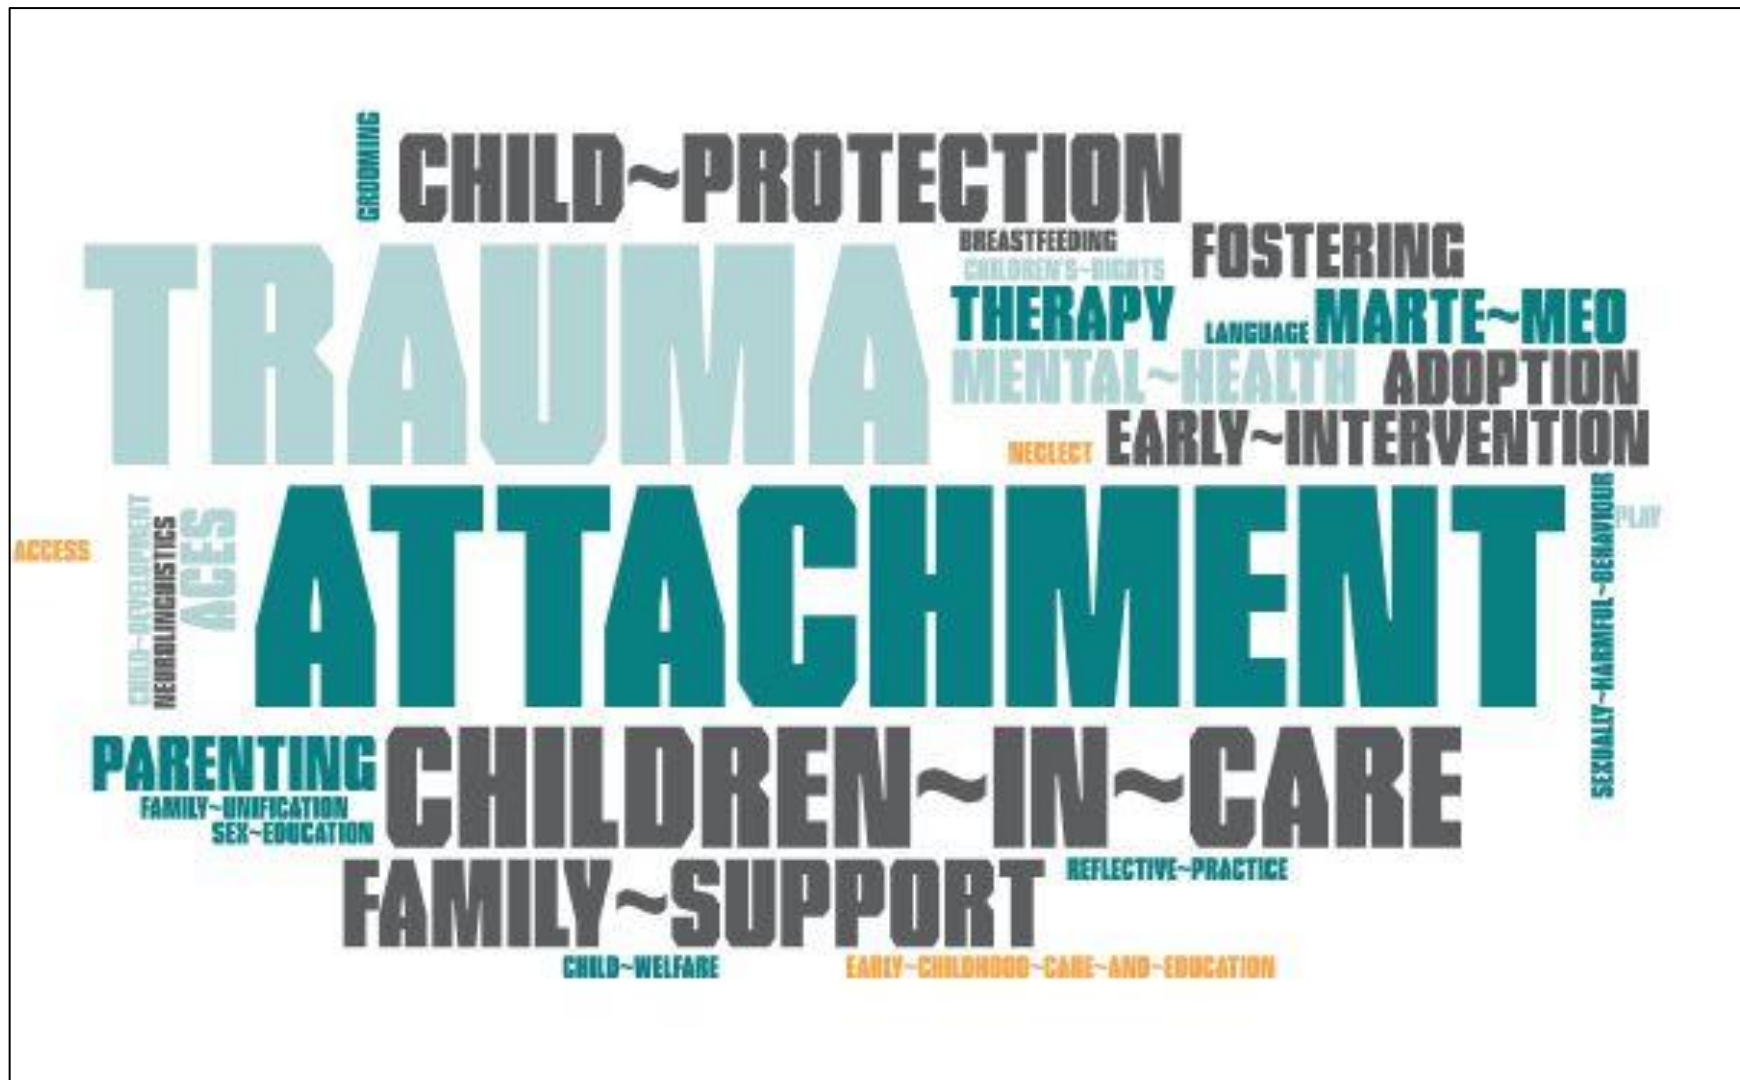 GROOMING
CHILD~PROTECTION
TRAUMA
BREASTFEEDING
FOSTERING
CHILDREN'S~RIGHTS
THERAPY
LANGUAGE
MARTE~MEO
MENTAL~HEALTH
ADOPTION
NEGLECT
EARLY~INTERVENTION
ACCESS
CHILD~DEVELOPMENT
NEUROLINGUISTICS
ACES
ATTACHMENT
SEXUALLY~HARMFUL~BEHAVIOUR
PLAY
PARENTING
CHILDREN~IN~CARE
FAMILY~UNIFICATION
SEX~EDUCATION
FAMILY~SUPPORT
REFLECTIVE~PRACTICE
CHILD~WELFARE
EARLY~CHILDHOOD~CARE~AND~EDUCATION